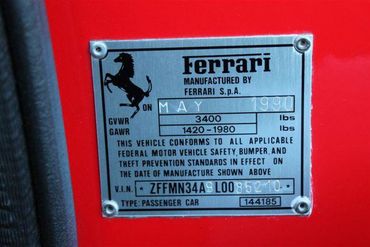 Ferrari
MANUFACTURED BY
FERRARI S.p.A.
ON MAY 1990
GVWR 3400 lbs
GAWR 1420-1980 lbs
THIS VEHICLE CONFORMS TO ALL APPLICABLE
FEDERAL MOTOR VEHICLE SAFETY, BUMPER, AND
THEFT PREVENTION STANDARDS IN EFFECT ON
THE DATE OF MANUFACTURE SHOWN ABOVE
V.I.N.
TYPE: PASSENGER CAR 144185